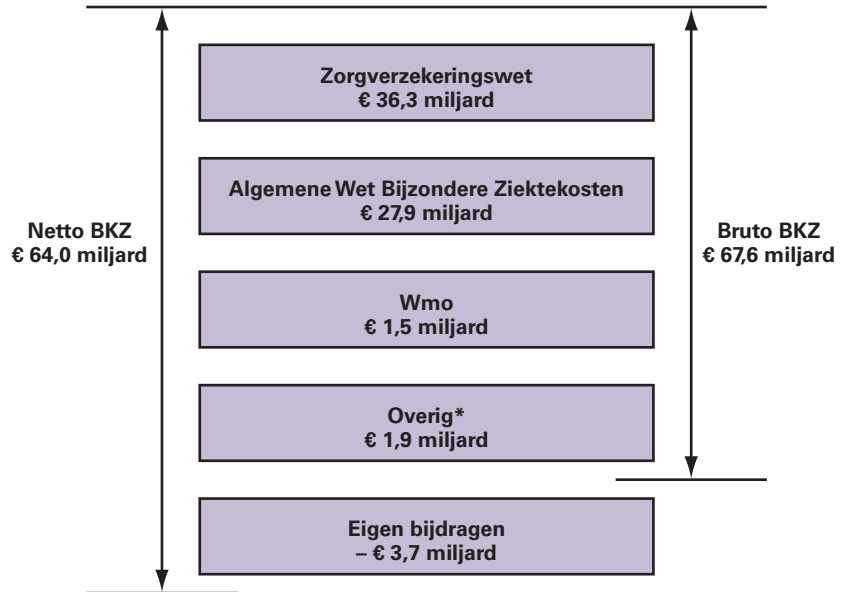 Zorgverzekeringswet
€ 36,3 miljard
Algemene Wet Bijzondere Ziektekosten
€ 27,9 miljard
Netto BKZ
€ 64,0 miljard
Bruto BKZ
€ 67,6 miljard
Wmo
€ 1,5 miljard
Overig*
€ 1,9 miljard
Eigen bijdragen
– € 3,7 miljard